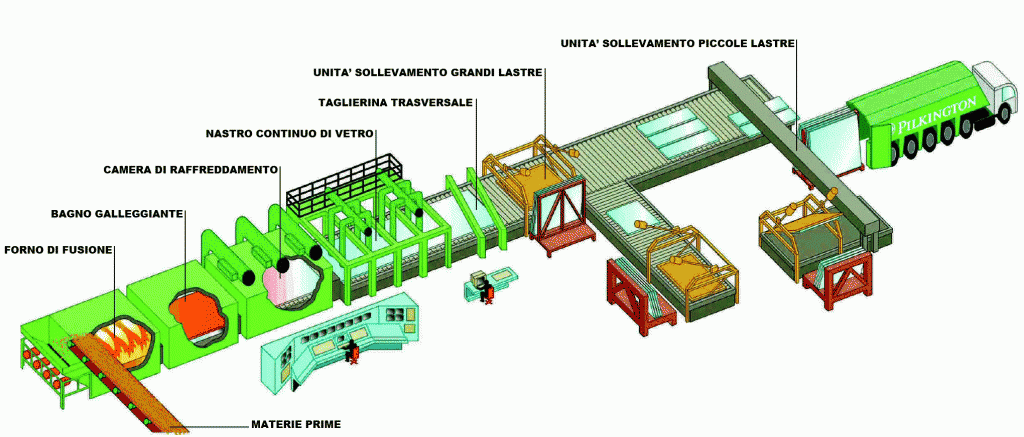 UNITA' SOLLEVAMENTO PICCOLE LASTRE
UNITA' SOLLEVAMENTO GRANDI LASTRE
TAGLIERINA TRASVERSALE
NASTRO CONTINUO DI VETRO
CAMERA DI RAFFREDDAMENTO
BAGNO GALLEGGIANTE
FORNO DI FUSIONE
PILKINGTON
MATERIE PRIME